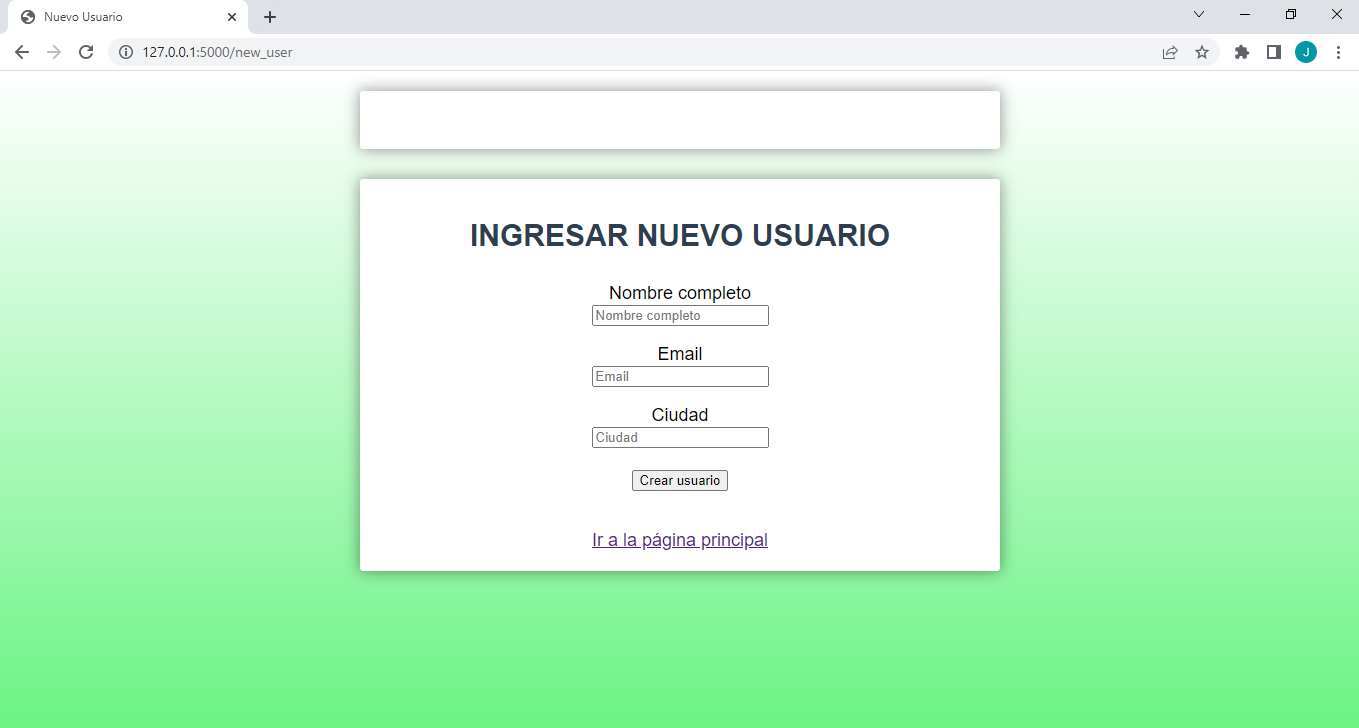 Nuevo Usuario
127.0.0.1:5000/new_user
J
INGRESAR NUEVO USUARIO
Nombre completo
Nombre completo
Email
Email
Ciudad
Ciudad
Crear usuario
Ir a la página principal